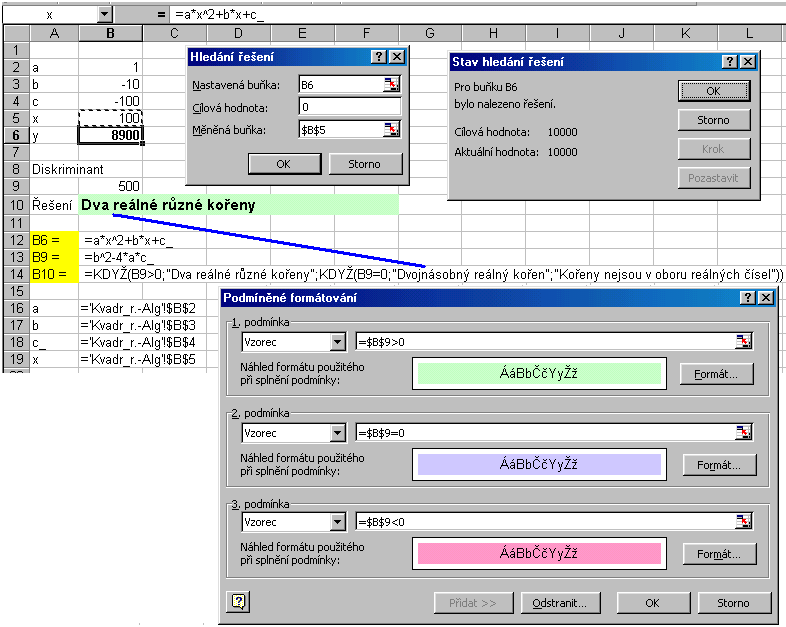 x = =a*x^2+b*x+c_
A B C D E F G H I J K L
1
2 a 1
3 b -10
4 c -100
5 x 100
6 y 8900
7
8 Diskriminant
9 500
10 Řešení Dva reálné různé kořeny
11
12 B6 = =a*x^2+b*x+c_
13 B9 = =b^2-4*a*c_
14 B10 = =KDYŽ(B9>0;"Dva reálné různé kořeny";KDYŽ(B9=0;"Dvojnásobný reálný kořen";"Kořeny nejsou v oboru reálných čísel"))
15
16 a ='Kvadr_r.-Alg'!$B$2
17 b ='Kvadr_r.-Alg'!$B$3
18 c_ ='Kvadr_r.-Alg'!$B$4
19 x ='Kvadr_r.-Alg'!$B$5
Hledání řešení
Nastavená buňka: B6
Cílová hodnota: 0
Měněná buňka: $B$5
OK Storno
Stav hledání řešení
Pro buňku B6
bylo nalezeno řešení.
Cílová hodnota: 10000
Aktuální hodnota: 10000
OK
Storno
Krok
Pozastavit
Podmíněné formátování
1. podmínka
Vzorec =$B$9>0
Náhled formátu použitého
při splnění podmínky:
ÁáBbČčYyŽž
Formát...
2. podmínka
Vzorec =$B$9=0
Náhled formátu použitého
při splnění podmínky:
ÁáBbČčYyŽž
Formát...
3. podmínka
Vzorec =$B$9<0
Náhled formátu použitého
při splnění podmínky:
ÁáBbČčYyŽž
Formát...
Přidat >> Odstranit... OK Storno